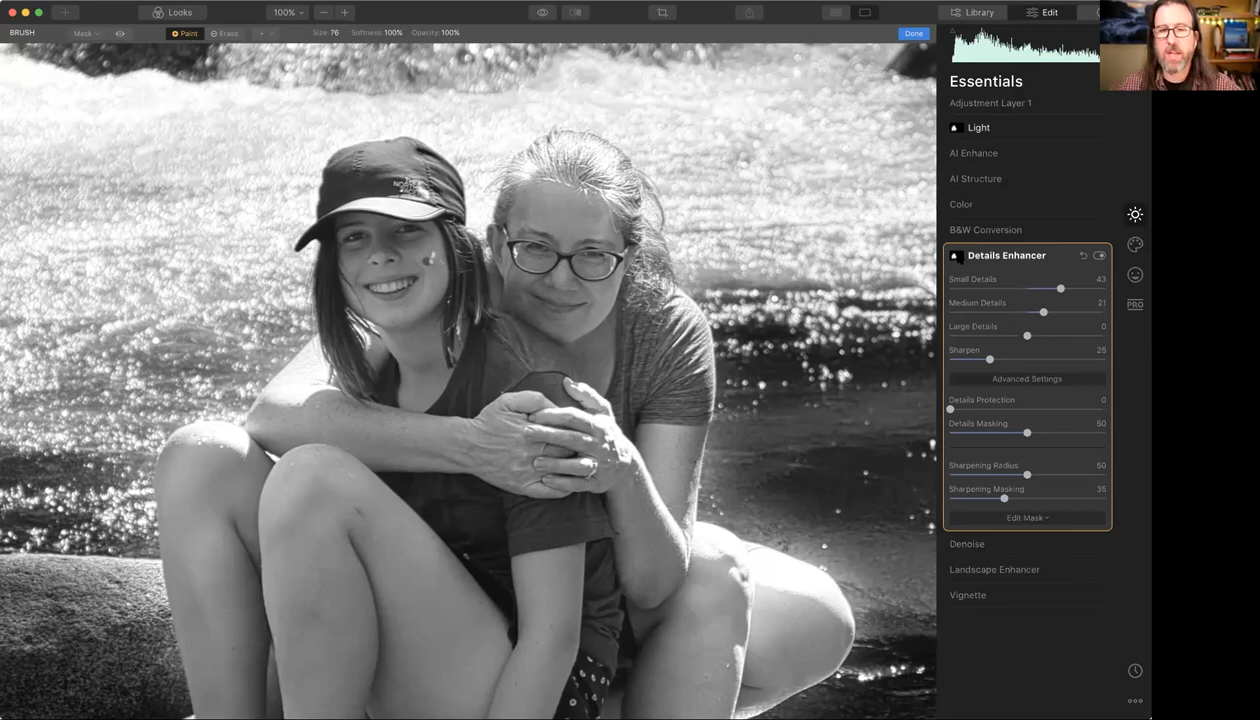 Looks
100%
Library
Edit
BRUSH
Mask
Paint
Erase
Size: 76
Softness: 100%
Opacity: 100%
Done
Essentials
Adjustment Layer 1
Light
AI Enhance
AI Structure
Color
B&W Conversion
Details Enhancer
Small Details 43
Medium Details 21
Large Details 0
Sharpen 25
Advanced Settings
Details Protection 0
Details Masking 50
Sharpening Radius 50
Sharpening Masking 35
Edit Mask
Denoise
Landscape Enhancer
Vignette
PRO